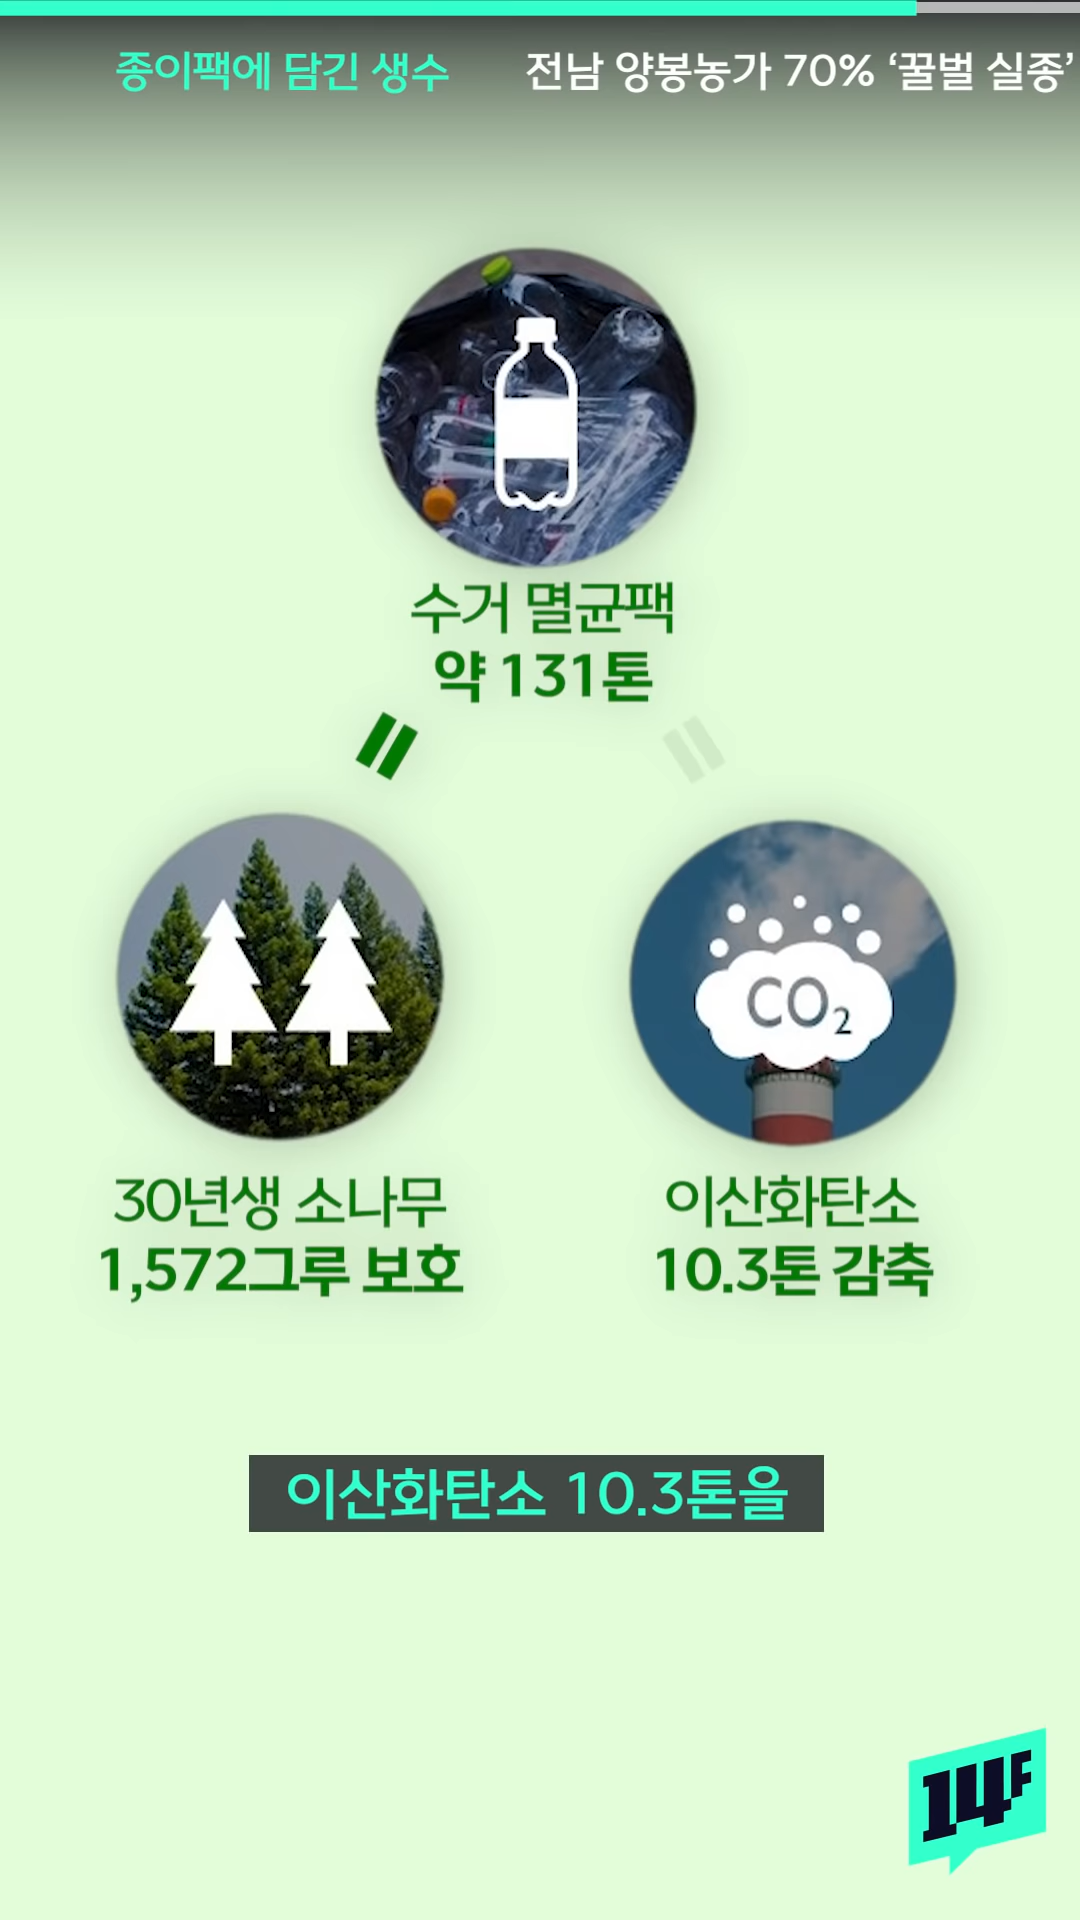 종이팩에 담긴 생수 전남 양봉농가 70% ‘꿀벌 실종’
수거 멸균팩
약 131톤
CO₂
30년생 소나무
1,572그루 보호
이산화탄소
10.3톤 감축
이산화탄소 10.3톤을
14F